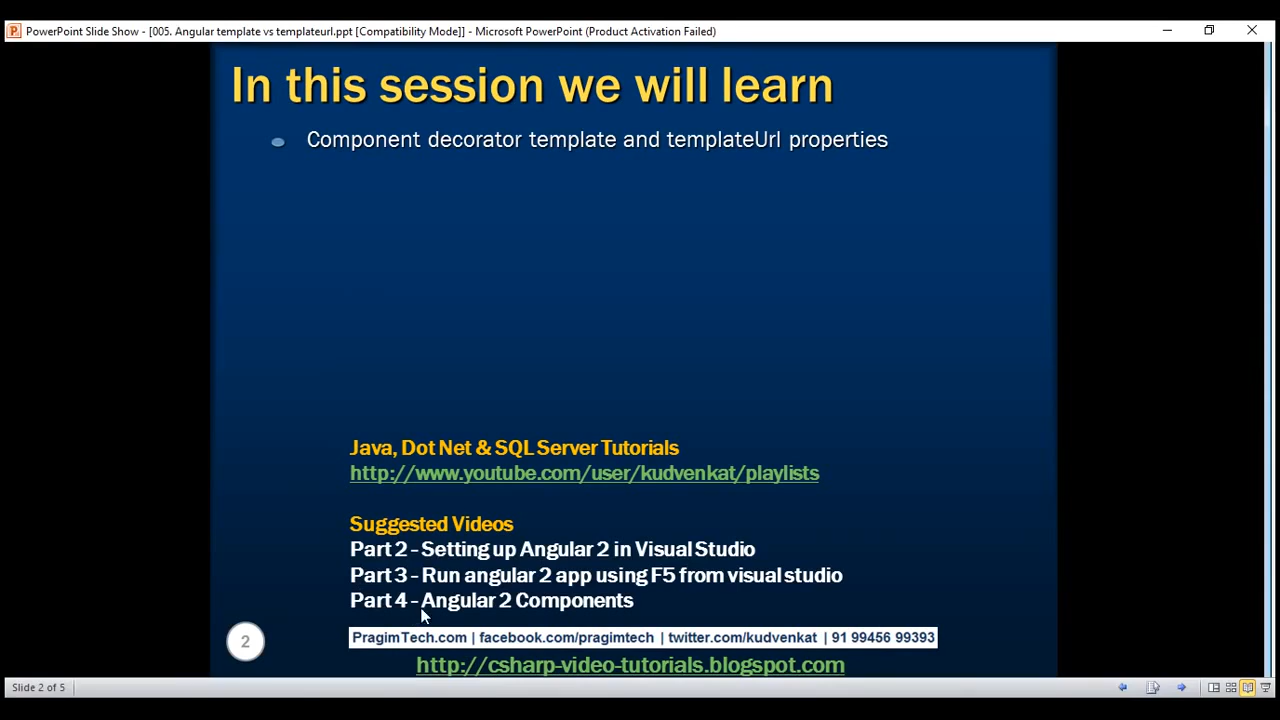 PowerPoint Slide Show - [005. Angular template vs templateurl.ppt [Compatibility Mode]] - Microsoft PowerPoint (Product Activation Failed)
In this session we will learn
Component decorator template and templateUrl properties
Java, Dot Net & SQL Server Tutorials
http://www.youtube.com/user/kudvenkat/playlists
Suggested Videos
Part 2 - Setting up Angular 2 in Visual Studio
Part 3 - Run angular 2 app using F5 from visual studio
Part 4 - Angular 2 Components
2
PragimTech.com | facebook.com/pragimtech | twitter.com/kudvenkat | 91 99456 99393
http://csharp-video-tutorials.blogspot.com
Slide 2 of 5